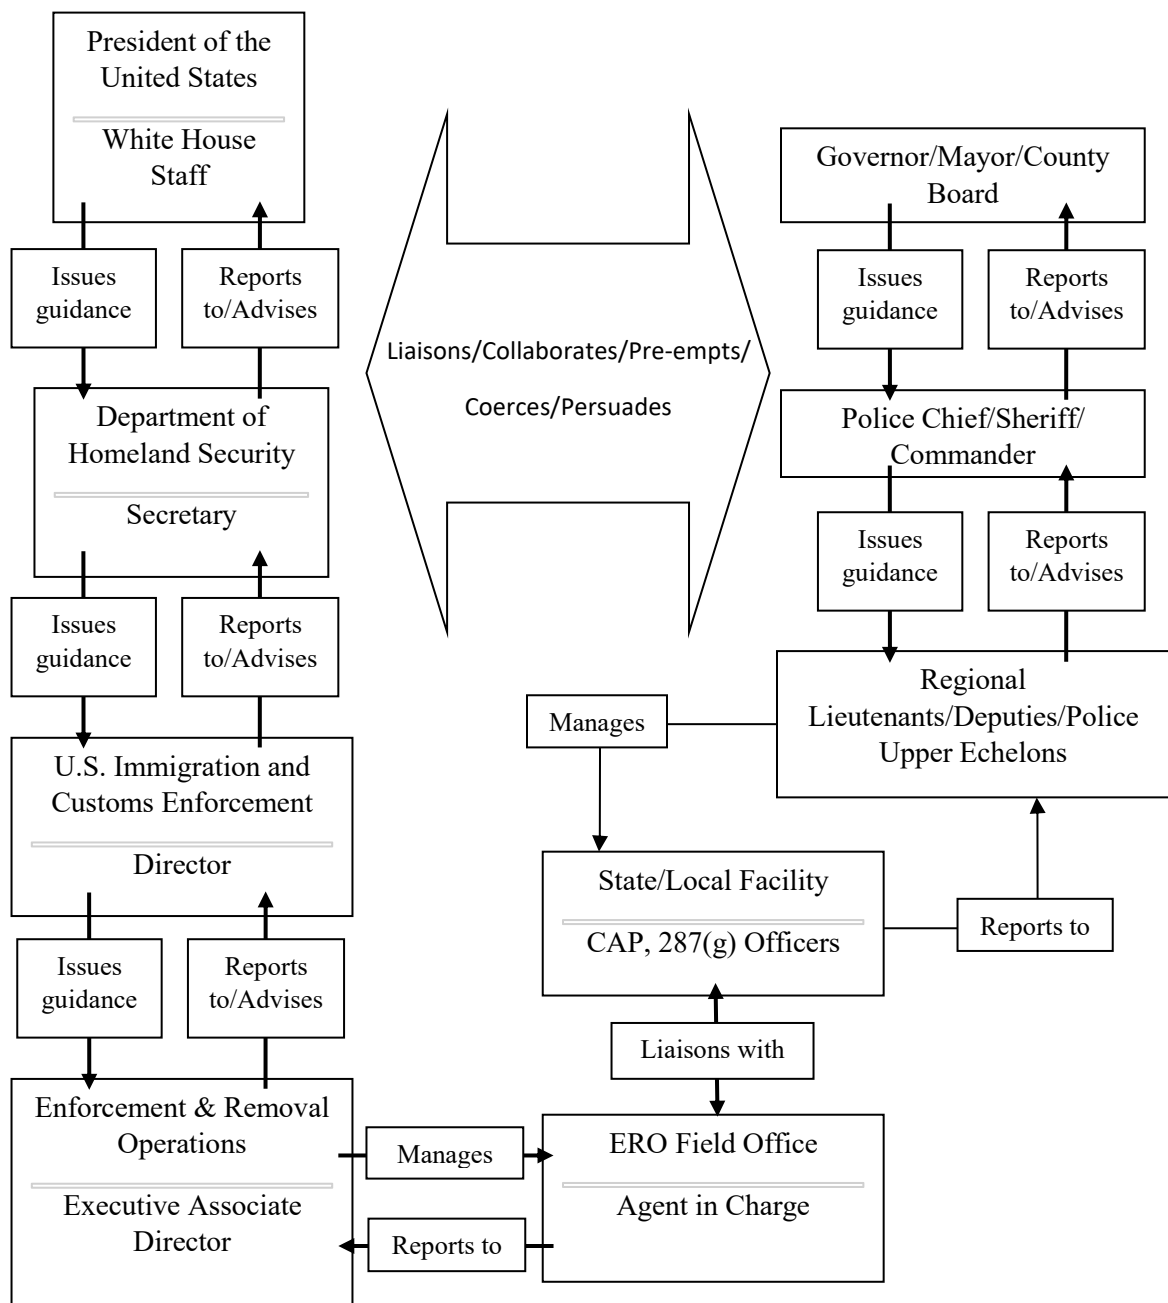 President of the
United States
White House
Staff
Issues
guidance
Reports
to/Advises
Department of
Homeland Security
Secretary
Issues
guidance
Reports
to/Advises
U.S. Immigration and
Customs Enforcement
Director
Issues
guidance
Reports
to/Advises
Enforcement & Removal
Operations
Executive Associate
Director
Liaisons/Collaborates/Pre-empts/
Coerces/Persuades
Governor/Mayor/County
Board
Issues
guidance
Reports
to/Advises
Police Chief/Sheriff/
Commander
Issues
guidance
Reports
to/Advises
Regional
Lieutenants/Deputies/Police
Upper Echelons
Manages
State/Local Facility
CAP, 287(g) Officers
Reports to
Liaisons with
Manages
ERO Field Office
Agent in Charge
Reports to